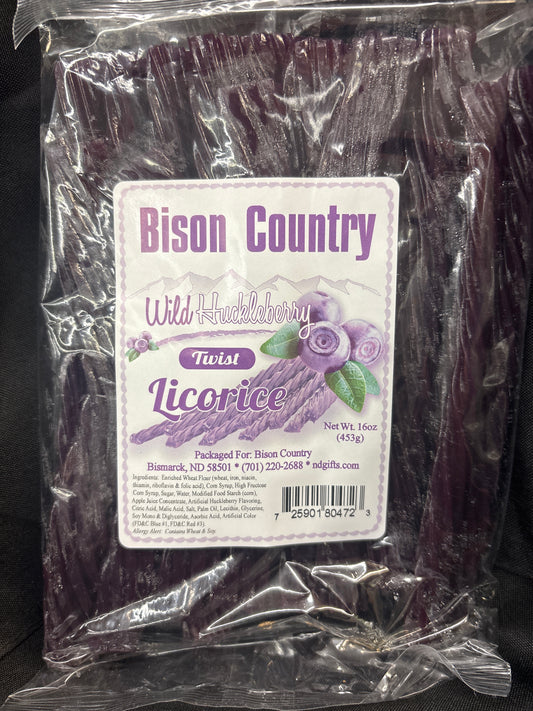 Bison Country
Wild Huckleberry
Twist
Licorice
Net Wt. 16oz
(453g)
Packaged For: Bison Country
Bismarck, ND 58501 * (701) 220-2688 * ndgifts.com
Ingredients: Enriched Wheat Flour (wheat, iron, niacin,
thiamin, riboflavin & folic acid), Corn Syrup, High Fructose
Corn Syrup, Sugar, Water, Modified Food Starch (corn),
Apple Juice Concentrate, Artificial Huckleberry Flavoring,
Citric Acid, Malic Acid, Salt, Palm Oil, Lecithin, Glycerine,
Soy Mono & Diglyceride, Ascorbic Acid, Artificial Color
(FD&C Blue #1, FD&C Red #3).
Allergy Alert: Contains Wheat & Soy
7 25901 80472 3